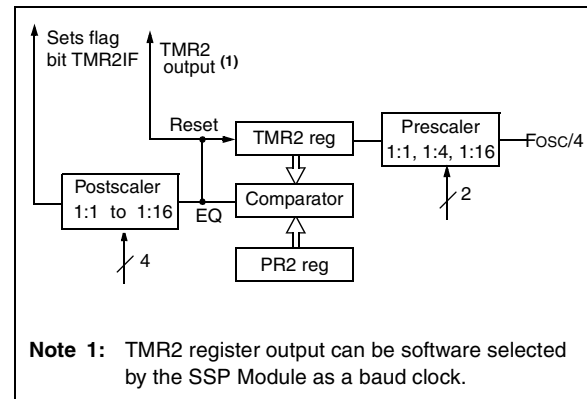 Sets flag
bit TMR2IF
TMR2
output (1)
Reset
TMR2 reg
Prescaler
1:1, 1:4, 1:16
FOSC/4
2
Postscaler
1:1 to 1:16
EQ
Comparator
4
PR2 reg
Note 1: TMR2 register output can be software selected
by the SSP Module as a baud clock.